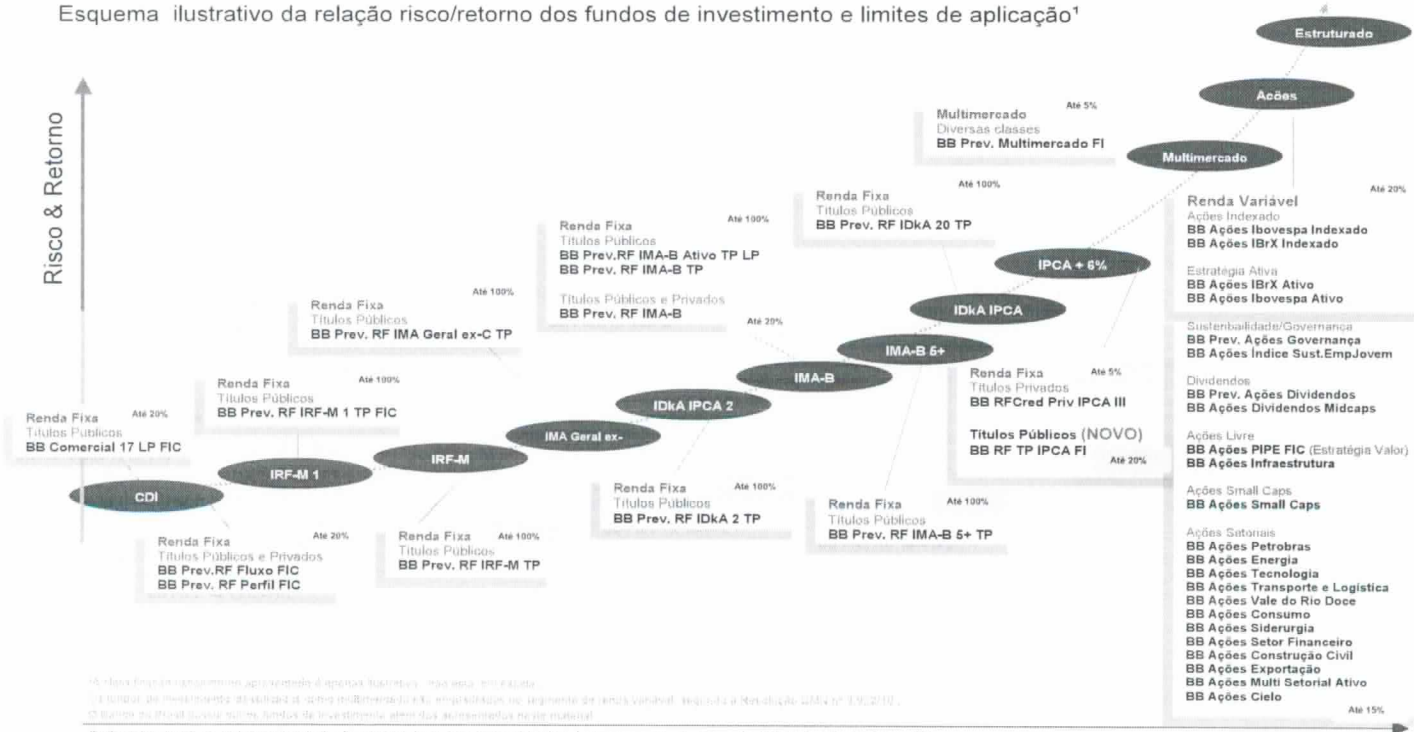 Esquema ilustrativo da relação risco/retorno dos fundos de investimento e limites de aplicação¹
Risco & Retorno
Estruturado
Ações
Multimercado
IPCA + 6%
IDkA IPCA
IMA-B 5+
IMA-B
IDkA IPCA 2
IMA Geral ex-
IRF-M
IRF-M 1
CDI
Renda Fixa
Até 20%
Títulos Públicos
BB Comercial 17 LP FIC
Renda Fixa
Até 20%
Títulos Públicos e Privados
BB Prev.RF Fluxo FIC
BB Prev. RF Perfil FIC
Renda Fixa
Até 100%
Títulos Públicos
BB Prev. RF IRF-M 1 TP FIC
Renda Fixa
Até 100%
Títulos Públicos
BB Prev. RF IRF-M TP
Renda Fixa
Até 100%
Títulos Públicos
BB Prev. RF IMA Geral ex-C TP
Renda Fixa
Até 100%
Títulos Públicos
BB Prev. RF IDkA 2 TP
Renda Fixa
Até 100%
Títulos Públicos
BB Prev.RF IMA-B Ativo TP LP
BB Prev. RF IMA-B TP
Títulos Públicos e Privados
BB Prev. RF IMA-B
Até 20%
Renda Fixa
Até 100%
Títulos Públicos
BB Prev. RF IMA-B 5+ TP
Renda Fixa
Até 100%
Títulos Públicos
BB Prev. RF IDkA 20 TP
Renda Fixa
Até 5%
Títulos Privados
BB RFCred Priv IPCA III
Títulos Públicos (NOVO)
BB RF TP IPCA FI
Até 20%
Multimercado
Até 5%
Diversas classes
BB Prev. Multimercado FI
Até 20%
Renda Variável
Ações Indexado
BB Ações Ibovespa Indexado
BB Ações IBrX Indexado
Estratégia Ativa
BB Ações IBrX Ativo
BB Ações Ibovespa Ativo
Sustenbailidade/Governança
BB Prev. Ações Governança
BB Ações Índice Sust.EmpJovem
Dividendos
BB Prev. Ações Dividendos
BB Ações Dividendos Midcaps
Ações Livre
BB Ações PIPE FIC (Estratégia Valor)
BB Ações Infraestrutura
Ações Small Caps
BB Ações Small Caps
Ações Setoriais
BB Ações Petrobras
BB Ações Energia
BB Ações Tecnologia
BB Ações Transporte e Logística
BB Ações Vale do Rio Doce
BB Ações Consumo
BB Ações Siderurgia
BB Ações Setor Financeiro
BB Ações Construção Civil
BB Ações Exportação
BB Ações Multi Setorial Ativo
BB Ações Cielo
Até 15%